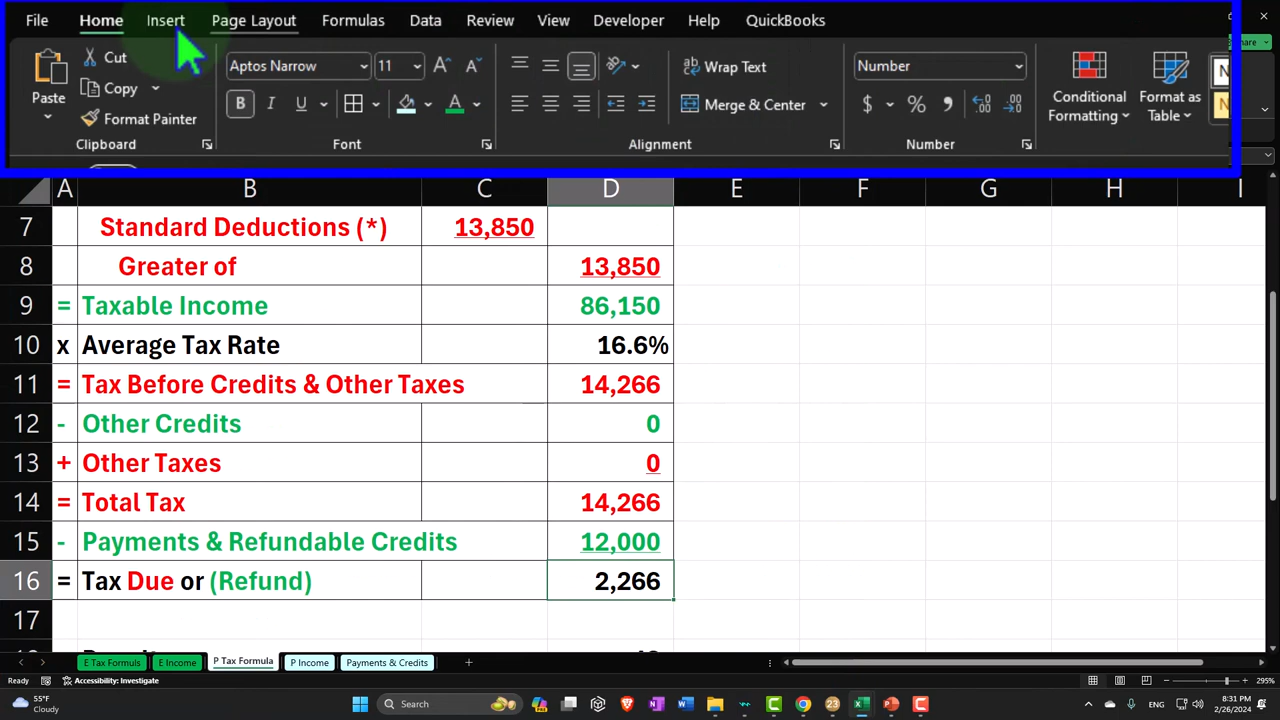 File Home Insert Page Layout Formulas Data Review View Developer Help QuickBooks
Share
Paste Cut Copy Format Painter
Aptos Narrow 11
B I U
Wrap Text
Merge & Center
Number
$ %
Conditional Formatting
Format as Table
Clipboard Font Alignment Number
A B C D E F G H I
7 Standard Deductions (*) 13,850
8 Greater of 13,850
9 = Taxable Income 86,150
10 x Average Tax Rate 16.6%
11 = Tax Before Credits & Other Taxes 14,266
12 - Other Credits 0
13 + Other Taxes 0
14 = Total Tax 14,266
15 - Payments & Refundable Credits 12,000
16 = Tax Due or (Refund) 2,266
17
E Tax Formuls E Income P Tax Formula P Income Payments & Credits
Ready Accessibility: Investigate 295%
55°F
Cloudy
Search
ENG
8:31 PM
2/26/2024